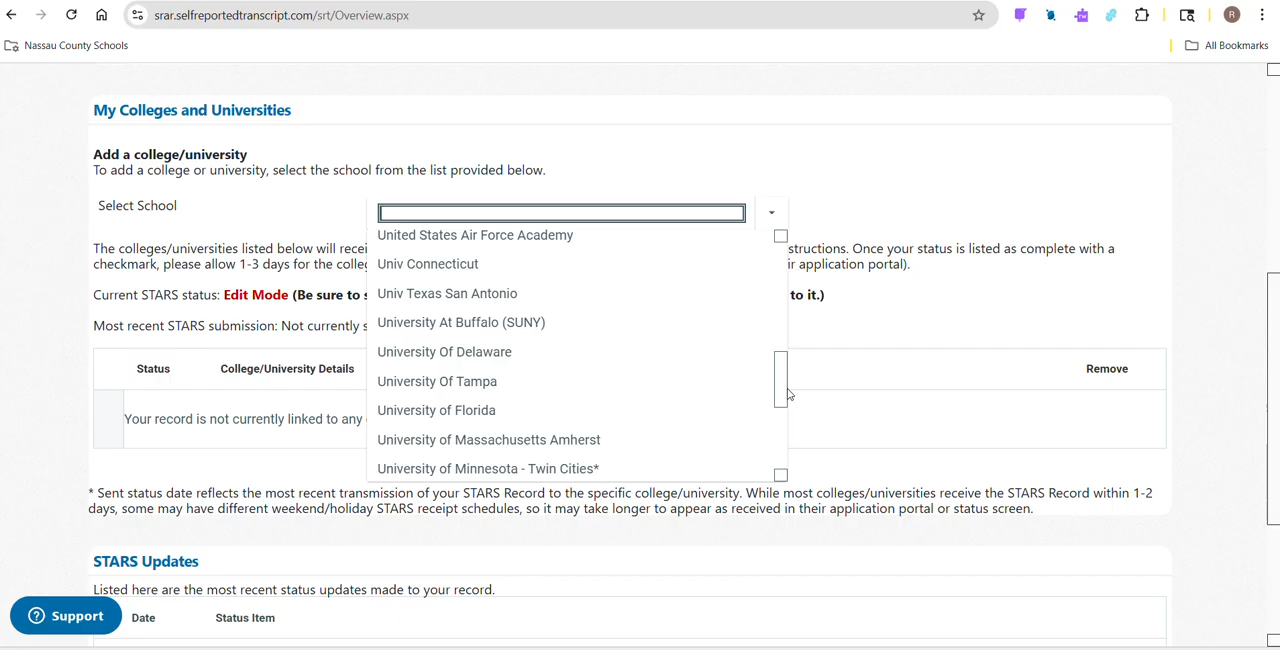 srar.selfreportedtranscript.com/srt/Overview.aspx
TW
R
Nassau County Schools
All Bookmarks
My Colleges and Universities
Add a college/university
To add a college or university, select the school from the list provided below.
Select School
United States Air Force Academy
The colleges/universities listed below will recei
structions. Once your status is listed as complete with a
Univ Connecticut
checkmark, please allow 1-3 days for the colleg
ir application portal).
Univ Texas San Antonio
Current STARS status: Edit Mode (Be sure to s
to it.)
University At Buffalo (SUNY)
Most recent STARS submission: Not currently s
University Of Delaware
Status
College/University Details
Remove
University Of Tampa
University of Florida
Your record is not currently linked to any
University of Massachusetts Amherst
University of Minnesota - Twin Cities*
* Sent status date reflects the most recent transmission of your STARS Record to the specific college/university. While most colleges/universities receive the STARS Record within 1-2
days, some may have different weekend/holiday STARS receipt schedules, so it may take longer to appear as received in their application portal or status screen.
STARS Updates
Listed here are the most recent status updates made to your record.
? Support
Date
Status Item